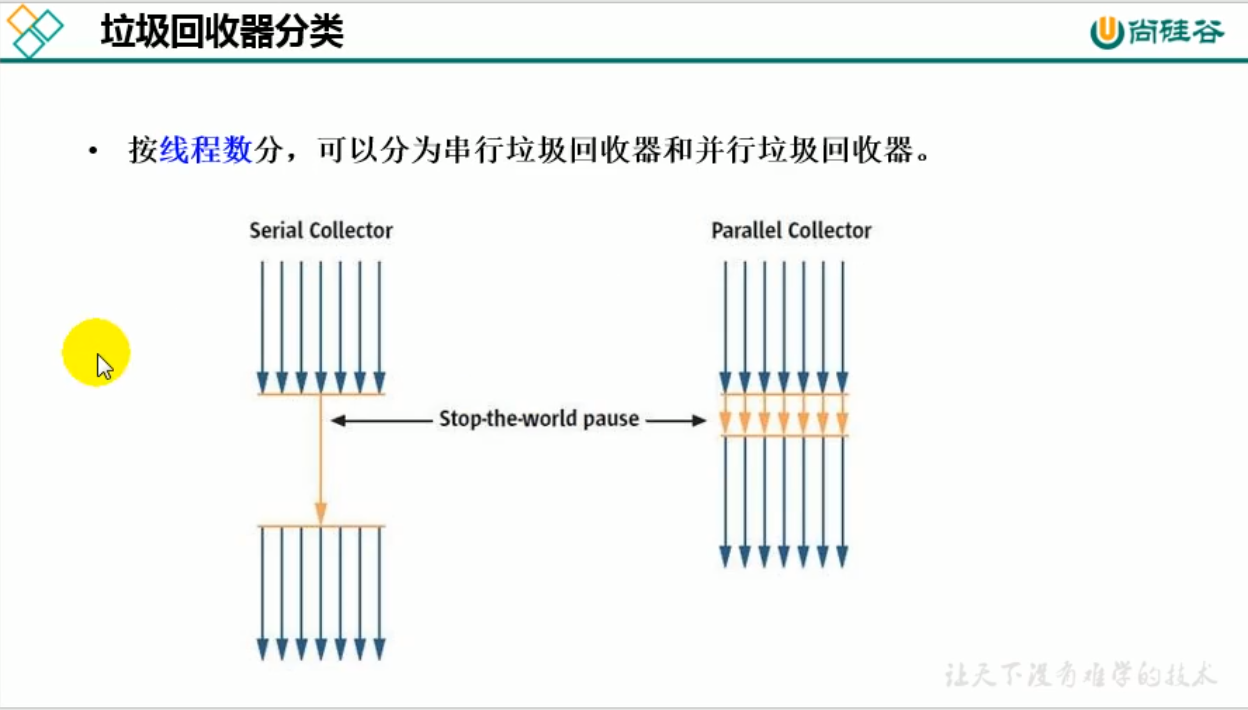 垃圾回收器分类
尚硅谷
• 按线程数分，可以分为串行垃圾回收器和并行垃圾回收器。
Serial Collector
Parallel Collector
Stop-the-world pause
让天下没有难学的技术